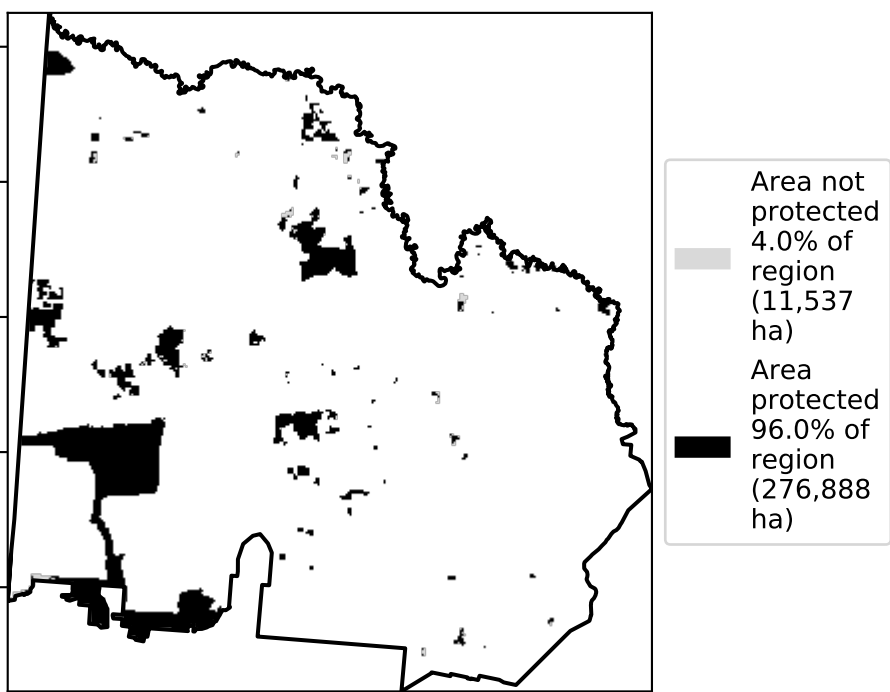 Area not
protected
4.0% of
region
(11,537
ha)
Area
protected
96.0% of
region
(276,888
ha)